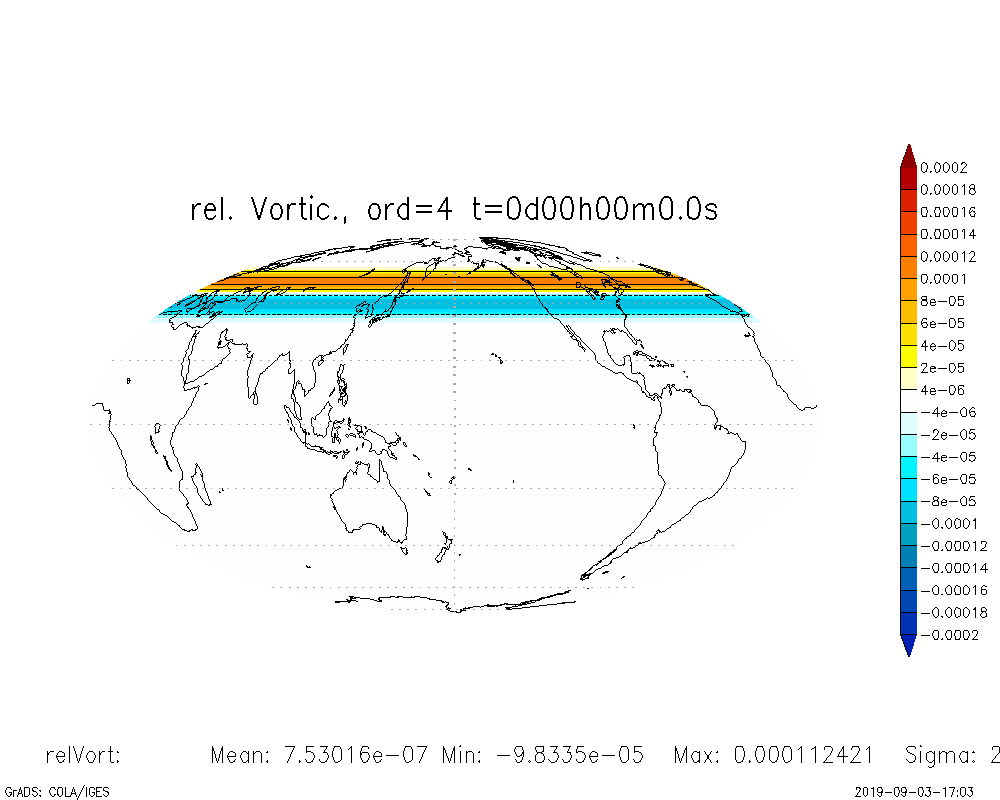 rel. Vortic., ord=4 t=0d00h00m0.0s
0.0002
0.00018
0.00016
0.00014
0.00012
0.0001
8e-05
6e-05
4e-05
2e-05
4e-06
-4e-06
-2e-05
-4e-05
-6e-05
-8e-05
-0.0001
-0.00012
-0.00014
-0.00016
-0.00018
-0.0002
relVort: Mean: 7.53016e-07 Min: -9.8335e-05 Max: 0.000112421 Sigma: 2
GrADS: COLA/IGES 2019-09-03-17:03